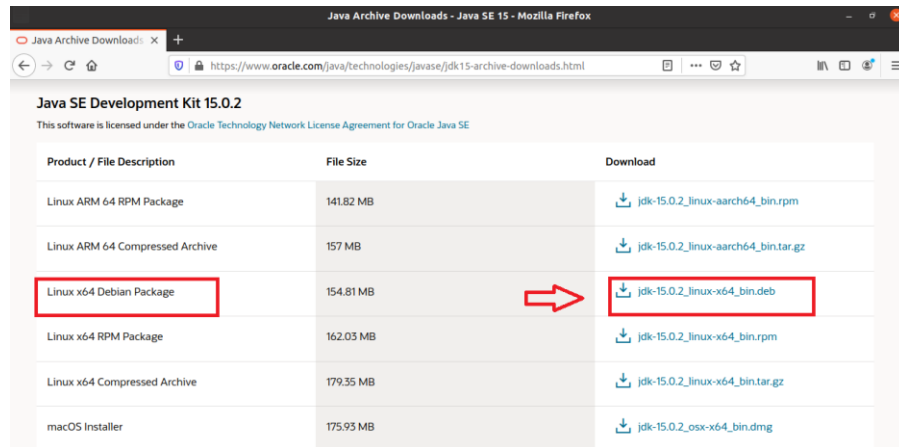 Java Archive Downloads - Java SE 15 - Mozilla Firefox
Java Archive Downloads
https://www.oracle.com/java/technologies/javase/jdk15-archive-downloads.html
Java SE Development Kit 15.0.2
This software is licensed under the Oracle Technology Network License Agreement for Oracle Java SE
Product / File Description File Size Download
Linux ARM 64 RPM Package 141.82 MB jdk-15.0.2_linux-aarch64_bin.rpm
Linux ARM 64 Compressed Archive 157 MB jdk-15.0.2_linux-aarch64_bin.tar.gz
Linux x64 Debian Package 154.81 MB jdk-15.0.2_linux-x64_bin.deb
Linux x64 RPM Package 162.03 MB jdk-15.0.2_linux-x64_bin.rpm
Linux x64 Compressed Archive 179.35 MB jdk-15.0.2_linux-x64_bin.tar.gz
macOS Installer 175.93 MB jdk-15.0.2_osx-x64_bin.dmg